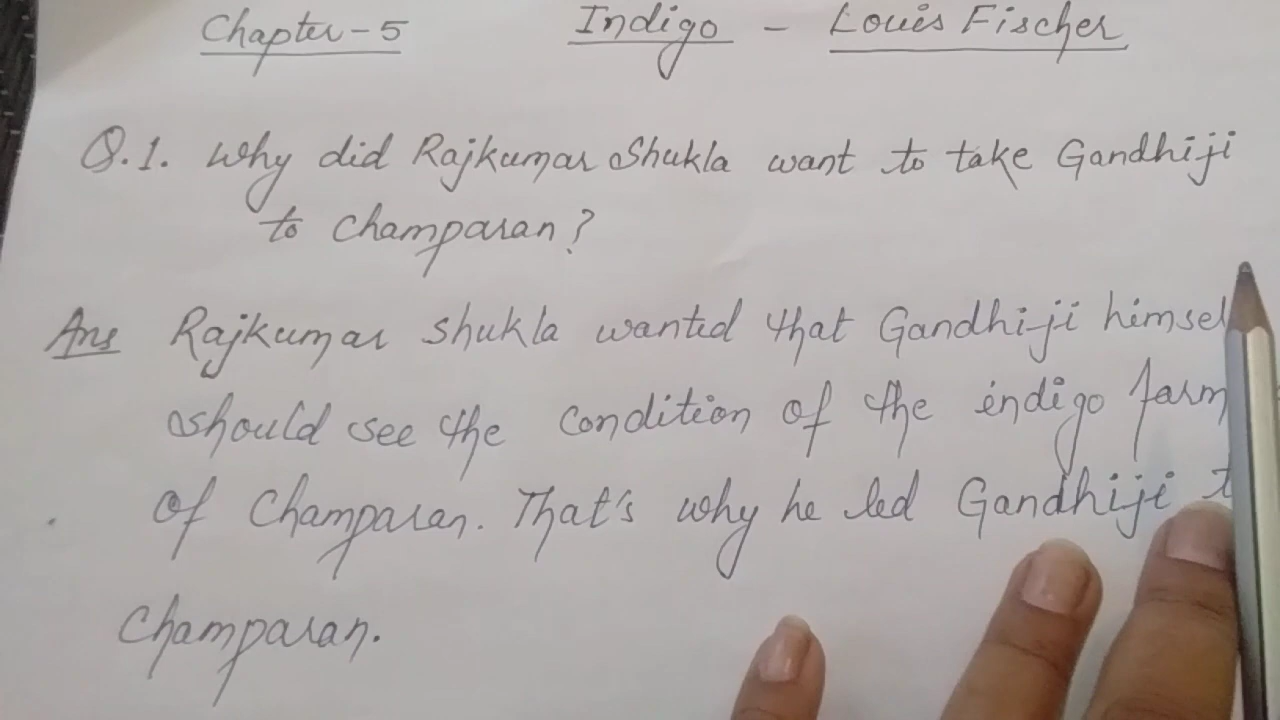 Chapter-5 Indigo - Louis Fischer
Q.1. Why did Rajkumar Shukla want to take Gandhiji
to Champaran?
Ans Rajkumar Shukla wanted that Gandhiji himsel
should see the condition of the indigo farm
of Champaran. That's why he led Gandhiji t
Champaran.